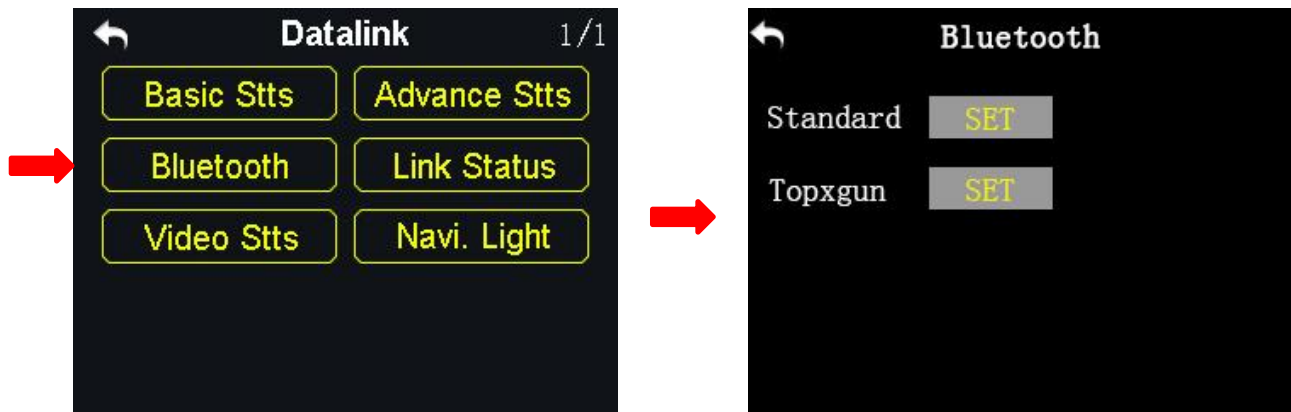 Datalink 1/1
Basic Stts Advance Stts
Bluetooth Link Status
Video Stts Navi. Light
Bluetooth
Standard SET
Topxgun SET